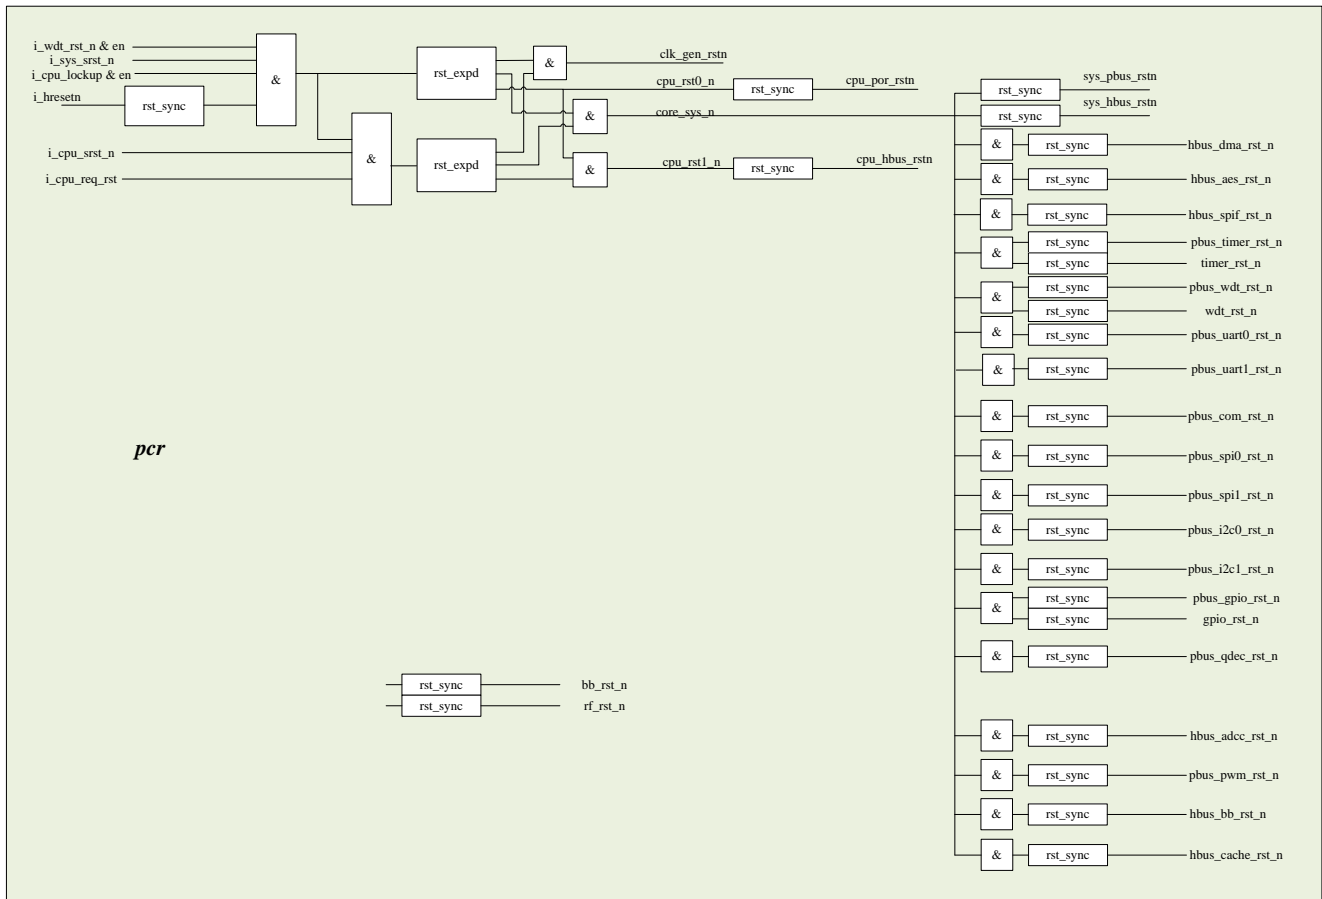 i_wdt_rst_n & en
i_sys_srst_n
i_cpu_lockup & en
i_hresetn
rst_sync
&
i_cpu_srst_n
i_cpu_req_rst
&
rst_expd
rst_expd
&
&
&
clk_gen_rstn
cpu_rst0_n
rst_sync
cpu_por_rstn
core_sys_n
cpu_rst1_n
rst_sync
cpu_hbus_rstn
rst_sync
sys_pbus_rstn
rst_sync
sys_hbus_rstn
& rst_sync hbus_dma_rst_n
& rst_sync hbus_aes_rst_n
& rst_sync hbus_spif_rst_n
& rst_sync pbus_timer_rst_n
rst_sync timer_rst_n
& rst_sync pbus_wdt_rst_n
rst_sync wdt_rst_n
& rst_sync pbus_uart0_rst_n
& rst_sync pbus_uart1_rst_n
& rst_sync pbus_com_rst_n
pcr
& rst_sync pbus_spi0_rst_n
& rst_sync pbus_spi1_rst_n
& rst_sync pbus_i2c0_rst_n
& rst_sync pbus_i2c1_rst_n
& rst_sync pbus_gpio_rst_n
rst_sync gpio_rst_n
& rst_sync pbus_qdec_rst_n
rst_sync bb_rst_n
rst_sync rf_rst_n
& rst_sync hbus_adcc_rst_n
& rst_sync pbus_pwm_rst_n
& rst_sync hbus_bb_rst_n
& rst_sync hbus_cache_rst_n